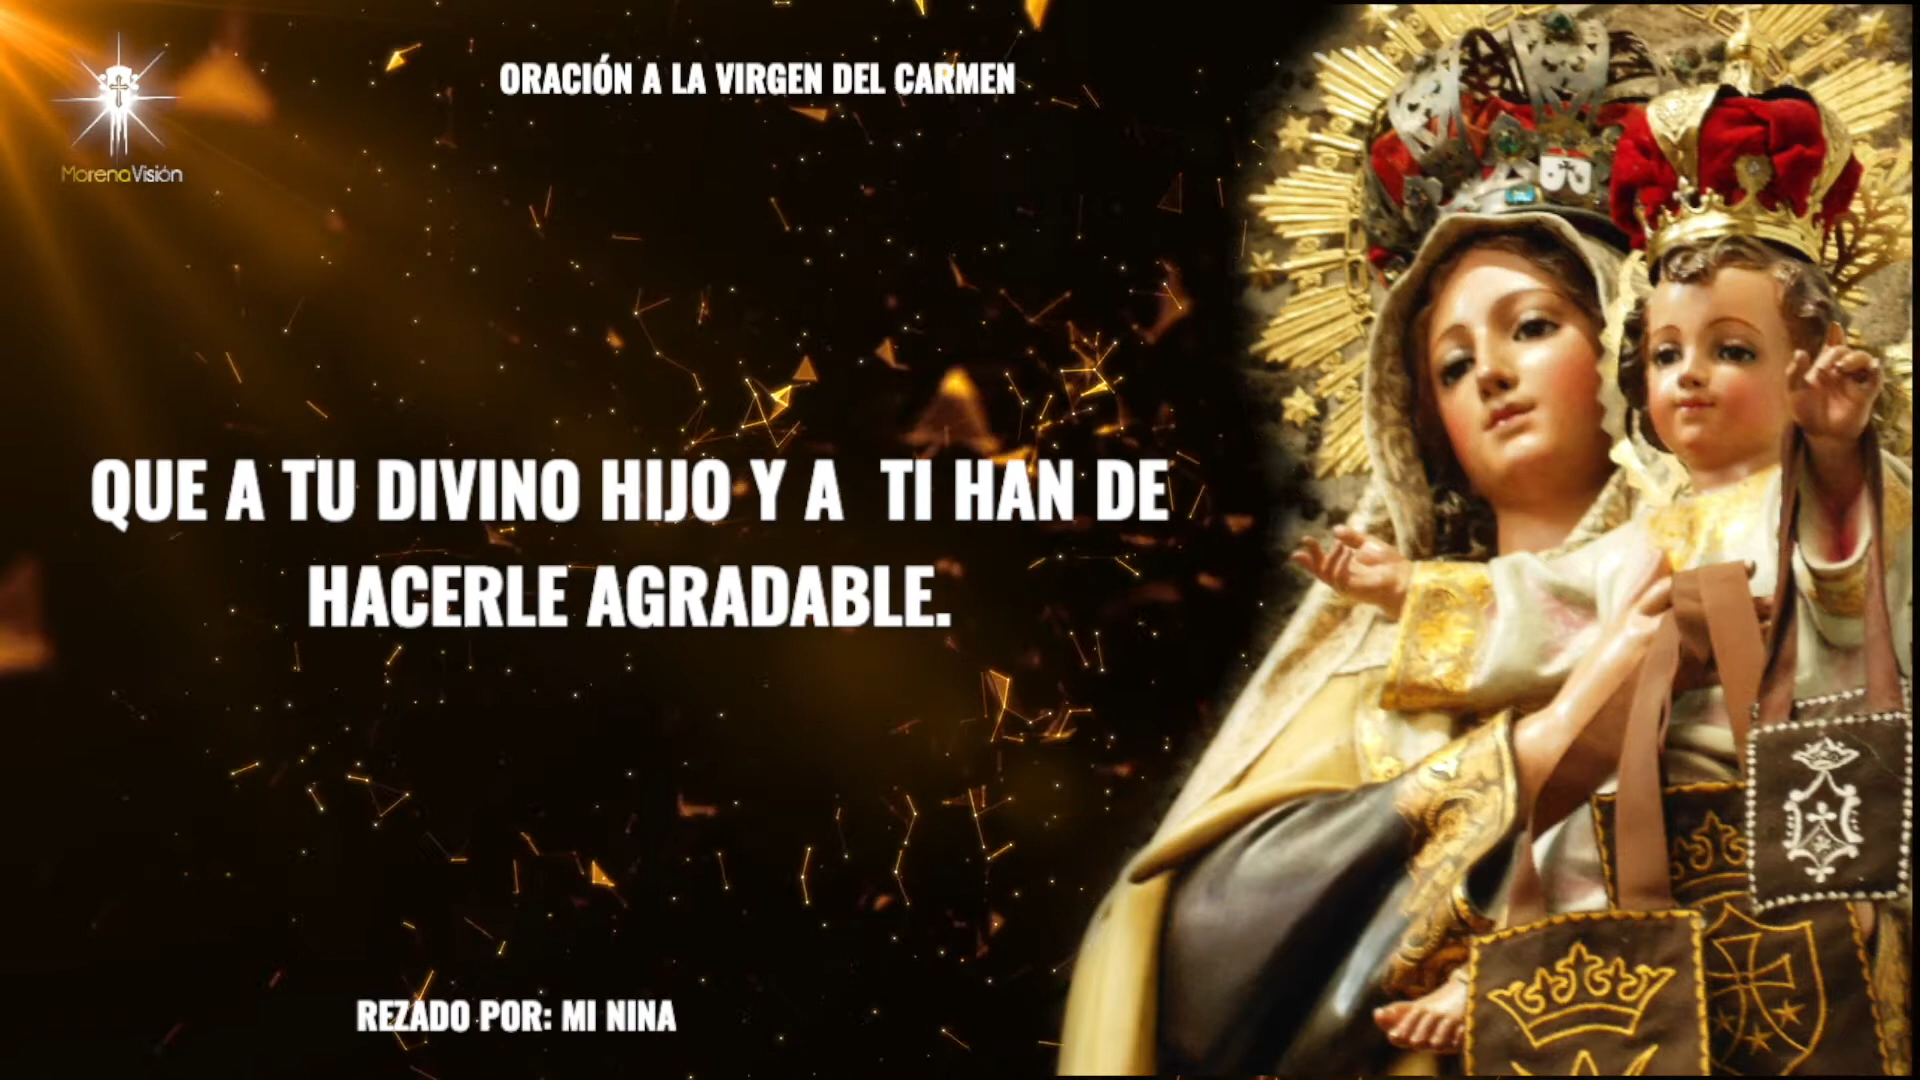 ORACIÓN A LA VIRGEN DEL CARMEN
MorenaVisión
QUE A TU DIVINO HIJO Y A TI HAN DE
HACERLE AGRADABLE.
REZADO POR: MI NINA